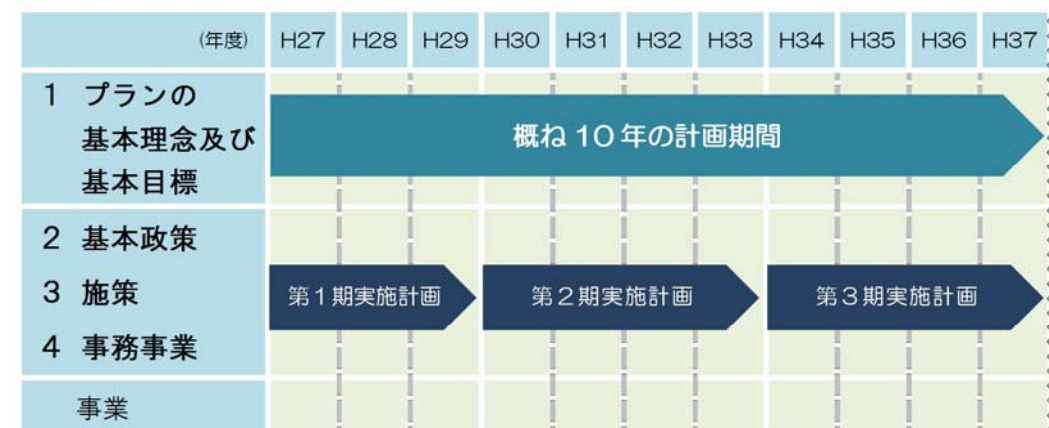 (年度) H27 H28 H29 H30 H31 H32 H33 H34 H35 H36 H37
1 プランの
基本理念及び
基本目標
概ね10年の計画期間
2 基本政策
3 施策
4 事務事業
第1期実施計画 第2期実施計画 第3期実施計画
事業